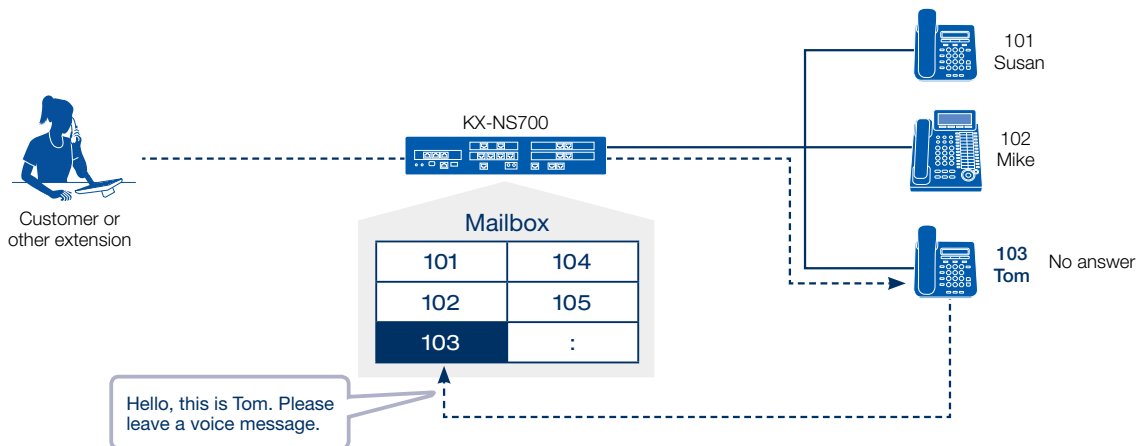 101
Susan
KX-NS700
102
Mike
Customer or
other extension
Mailbox
101
104
102
105
103
:
103
Tom
No answer
Hello, this is Tom. Please
leave a voice message.